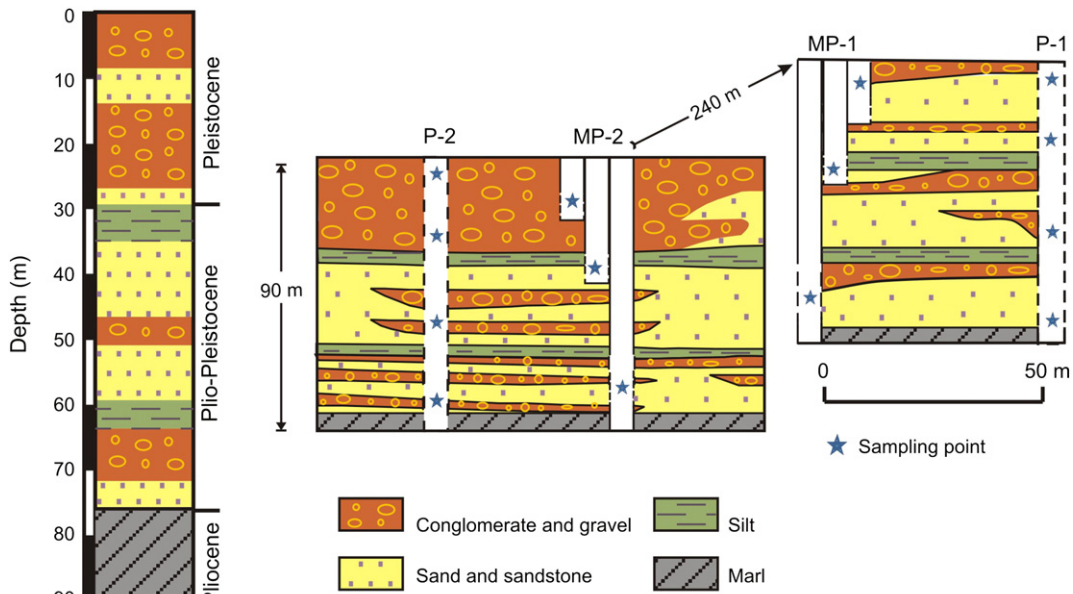 Depth (m)
0
10
20
30
40
50
60
70
80
Pleistocene
Plio-Pleistocene
Pliocene
P-2
MP-2
90 m
240 m
MP-1
P-1
0
50 m
Sampling point
Conglomerate and gravel
Silt
Sand and sandstone
Marl